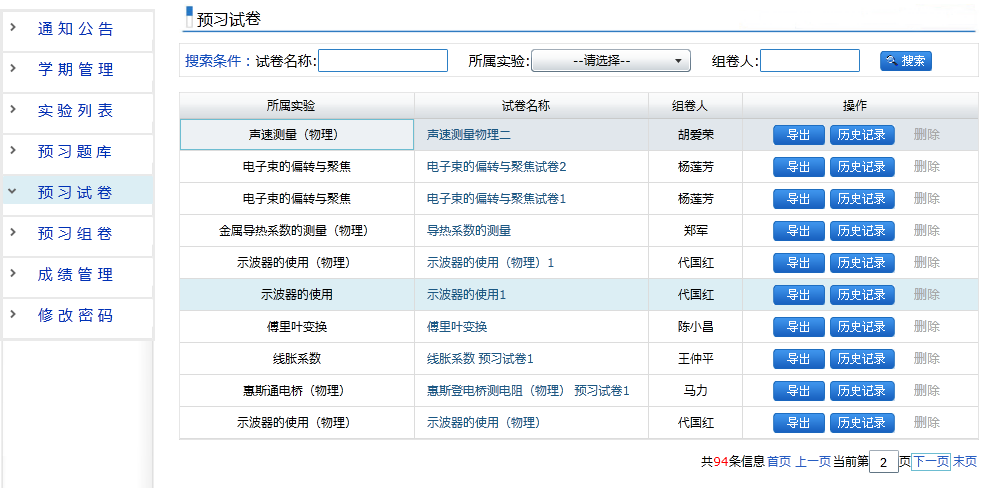 通知公告
学期管理
实验列表
预习题库
预习试卷
预习组卷
成绩管理
修改密码
预习试卷
搜索条件：试卷名称: 所属实验: --请选择-- 组卷人: 搜索
所属实验 试卷名称 组卷人 操作
声速测量（物理） 声速测量物理二 胡爱荣 导出 历史记录 删除
电子束的偏转与聚焦 电子束的偏转与聚焦试卷2 杨莲芳 导出 历史记录 删除
电子束的偏转与聚焦 电子束的偏转与聚焦试卷1 杨莲芳 导出 历史记录 删除
金属导热系数的测量（物理） 导热系数的测量 郑军 导出 历史记录 删除
示波器的使用（物理） 示波器的使用（物理）1 代国红 导出 历史记录 删除
示波器的使用 示波器的使用1 代国红 导出 历史记录 删除
傅里叶变换 傅里叶变换 陈小昌 导出 历史记录 删除
线胀系数 线胀系数 预习试卷1 王仲平 导出 历史记录 删除
惠斯通电桥（物理） 惠斯登电桥测电阻（物理） 预习试卷1 马力 导出 历史记录 删除
示波器的使用（物理） 示波器的使用（物理） 代国红 导出 历史记录 删除
共94条信息 首页 上一页 当前第 2 页 下一页 末页